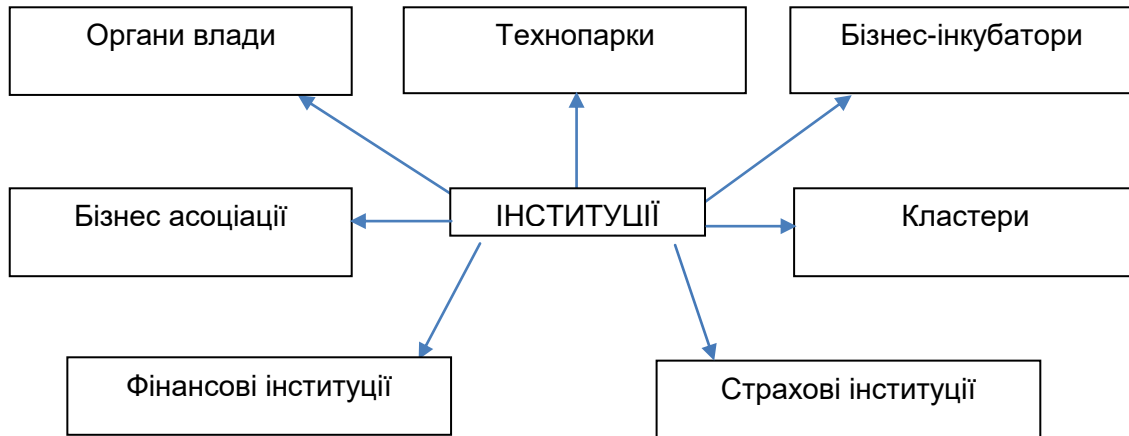 Органи влади
Технопарки
Бізнес-інкубатори
Бізнес асоціації
ІНСТИТУЦІЇ
Кластери
Фінансові інституції
Страхові інституції